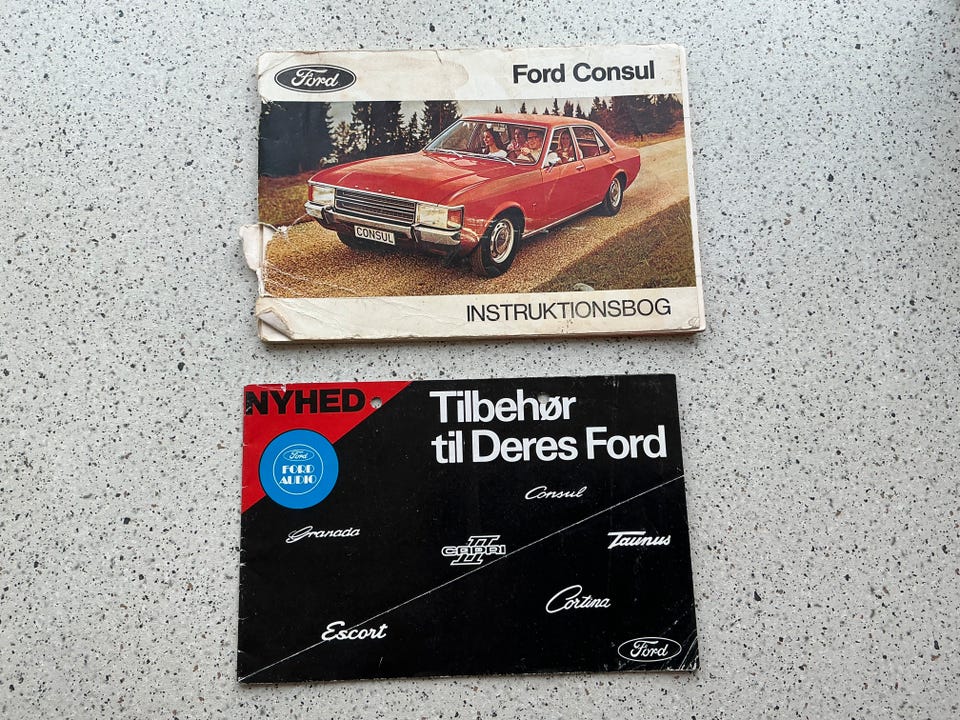 Ford
Ford Consul
CONSUL
INSTRUKTIONSBOG
NYHED
Tilbehør
til Deres Ford
Ford
FORD
AUDIO
Consul
Granada
CAPRI II
Taunus
Cortina
Escort
Ford